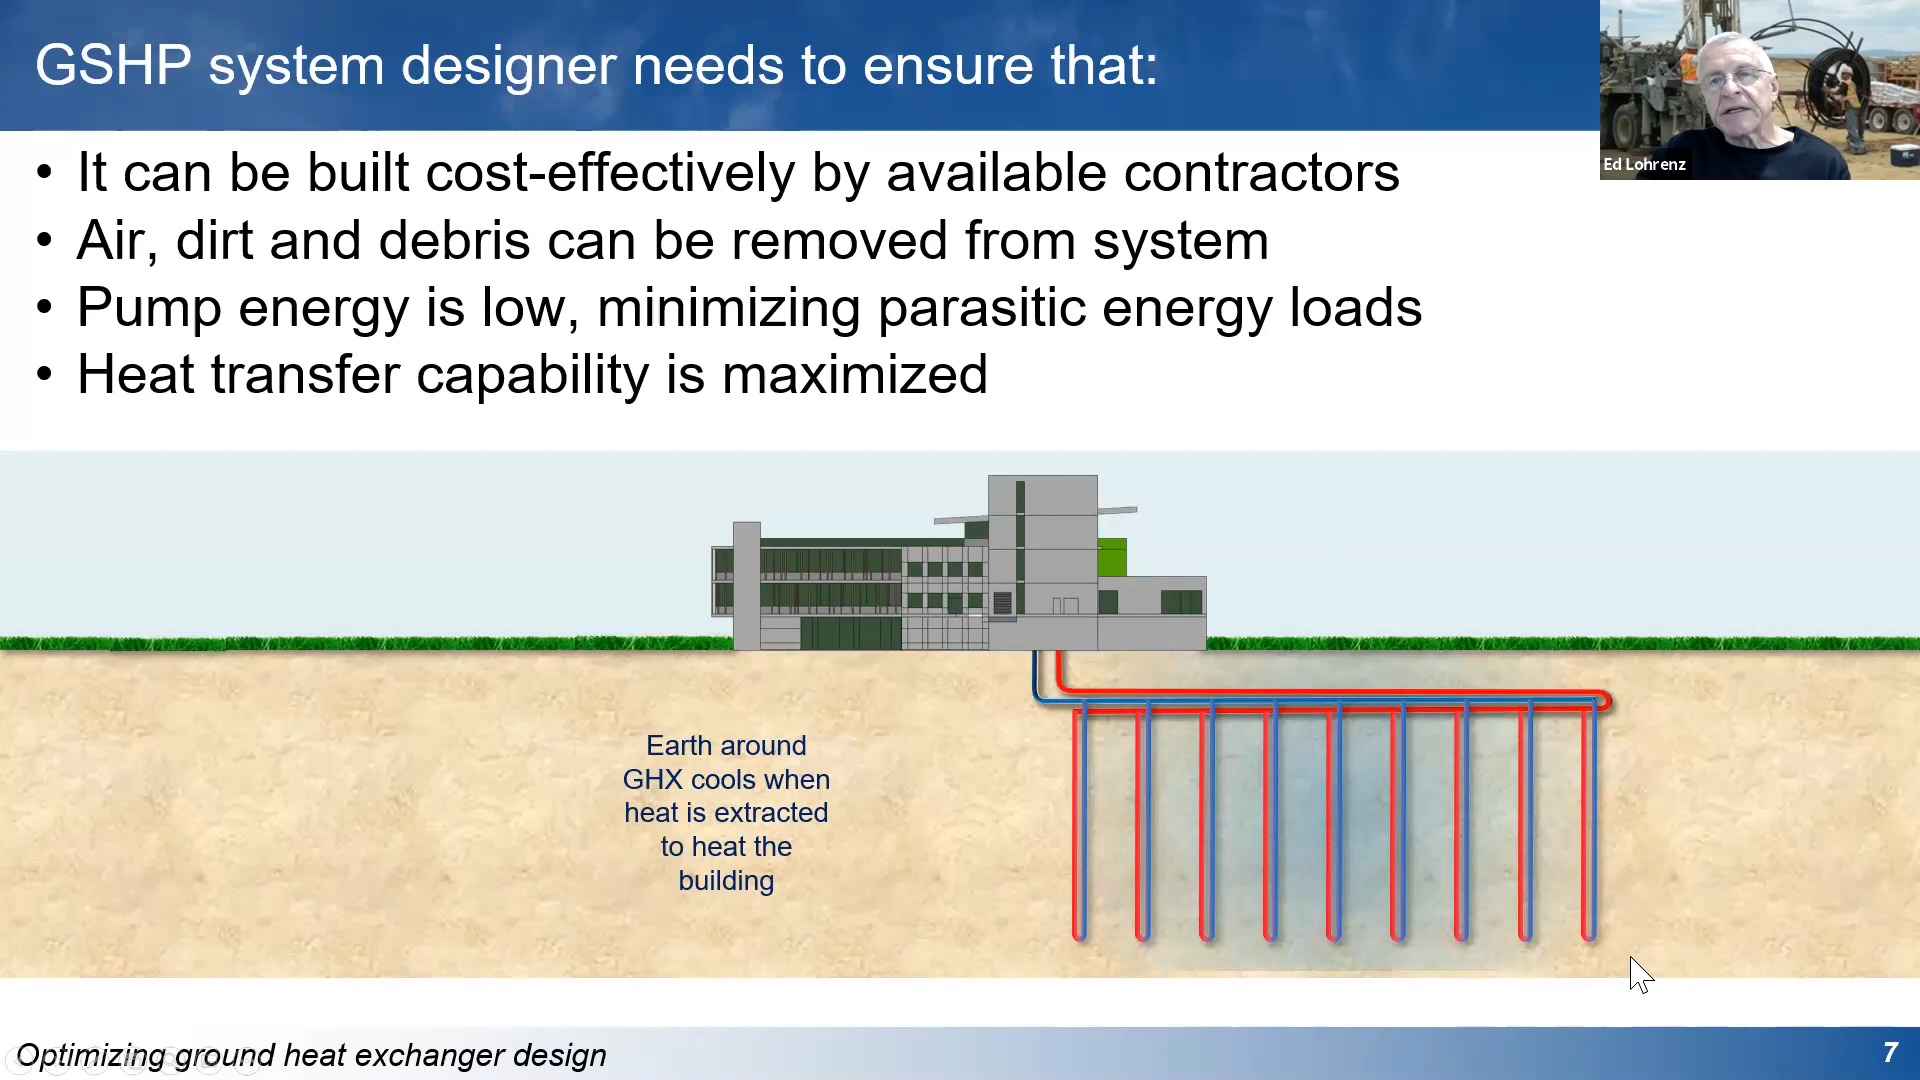 GSHP system designer needs to ensure that:
Ed Lohrenz
• It can be built cost-effectively by available contractors
• Air, dirt and debris can be removed from system
• Pump energy is low, minimizing parasitic energy loads
• Heat transfer capability is maximized
Earth around
GHX cools when
heat is extracted
to heat the
building
Optimizing ground heat exchanger design
7